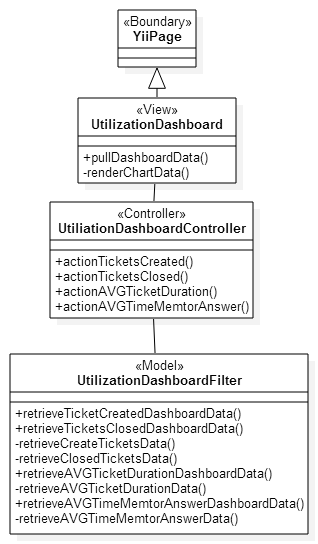 «Boundary»
YiiPage
«View»
UtilizationDashboard
+pullDashboardData()
-renderChartData()
«Controller»
UtiliationDashboardController
+actionTicketsCreated()
+actionTicketsClosed()
+actionAVGTicketDuration()
+actionAVGTimeMemtorAnswer()
«Model»
UtilizationDashboardFilter
+retrieveTicketCreatedDashboardData()
+retrieveTicketsClosedDashboardData()
-retrieveCreateTicketsData()
-retrieveClosedTicketsData()
+retrieveAVGTicketDurationDashboardData()
-retrieveAVGTicketDurationData()
+retrieveAVGTimeMemtorAnswerDashboardData()
-retrieveAVGTimeMemtorAnswerData()